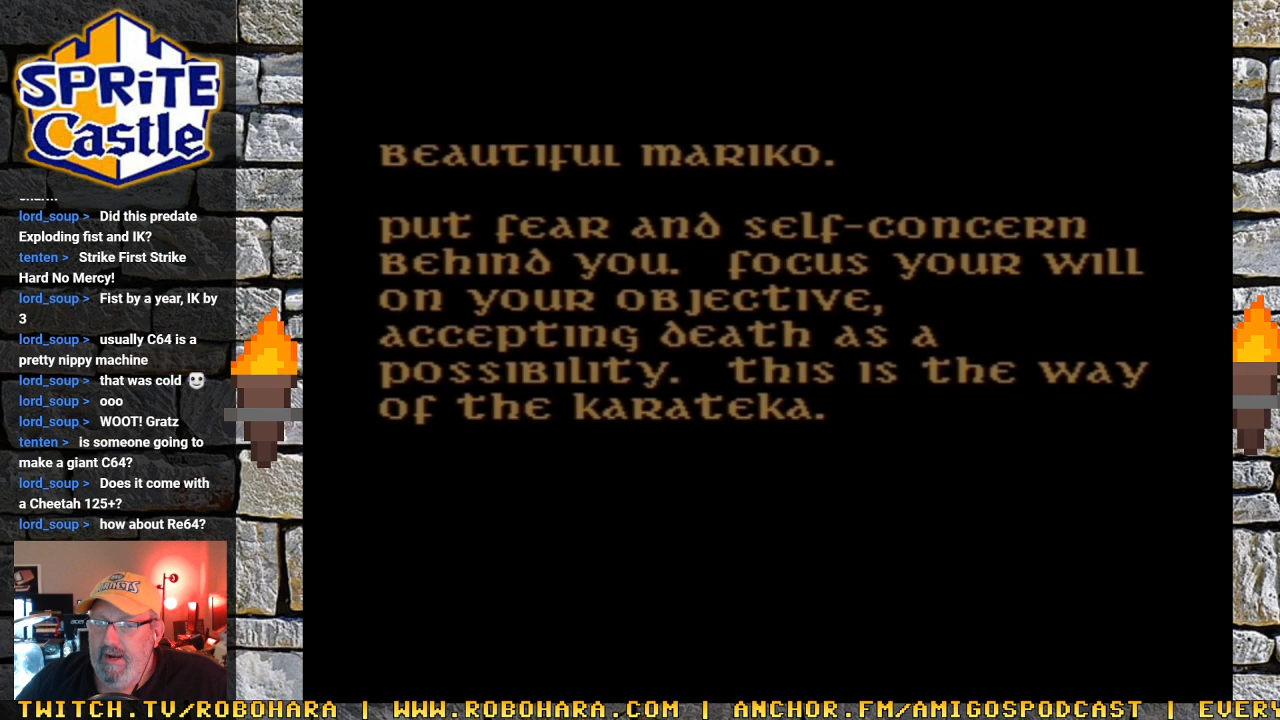 SPRiTE
Castle
lord_soup > Did this predate
Exploding fist and IK?
tenten > Strike First Strike
Hard No Mercy!
lord_soup > Fist by a year, IK by
3
lord_soup > usually C64 is a
pretty nippy machine
lord_soup > that was cold
lord_soup > ooo
lord_soup > WOOT! Gratz
tenten > is someone going to
make a giant C64?
lord_soup > Does it come with
a Cheetah 125+?
lord_soup > how about Re64?
Beautiful Mariko.
Put fear and self-concern
behind you. Focus your will
on your objective,
accepting death as a
possibility. This is the way
of the Karateka.
TWITCH.TV/ROBOHARA | WWW.ROBOHARA.COM | ANCHOR.FM/AMIGOSPODCAST | EVERY